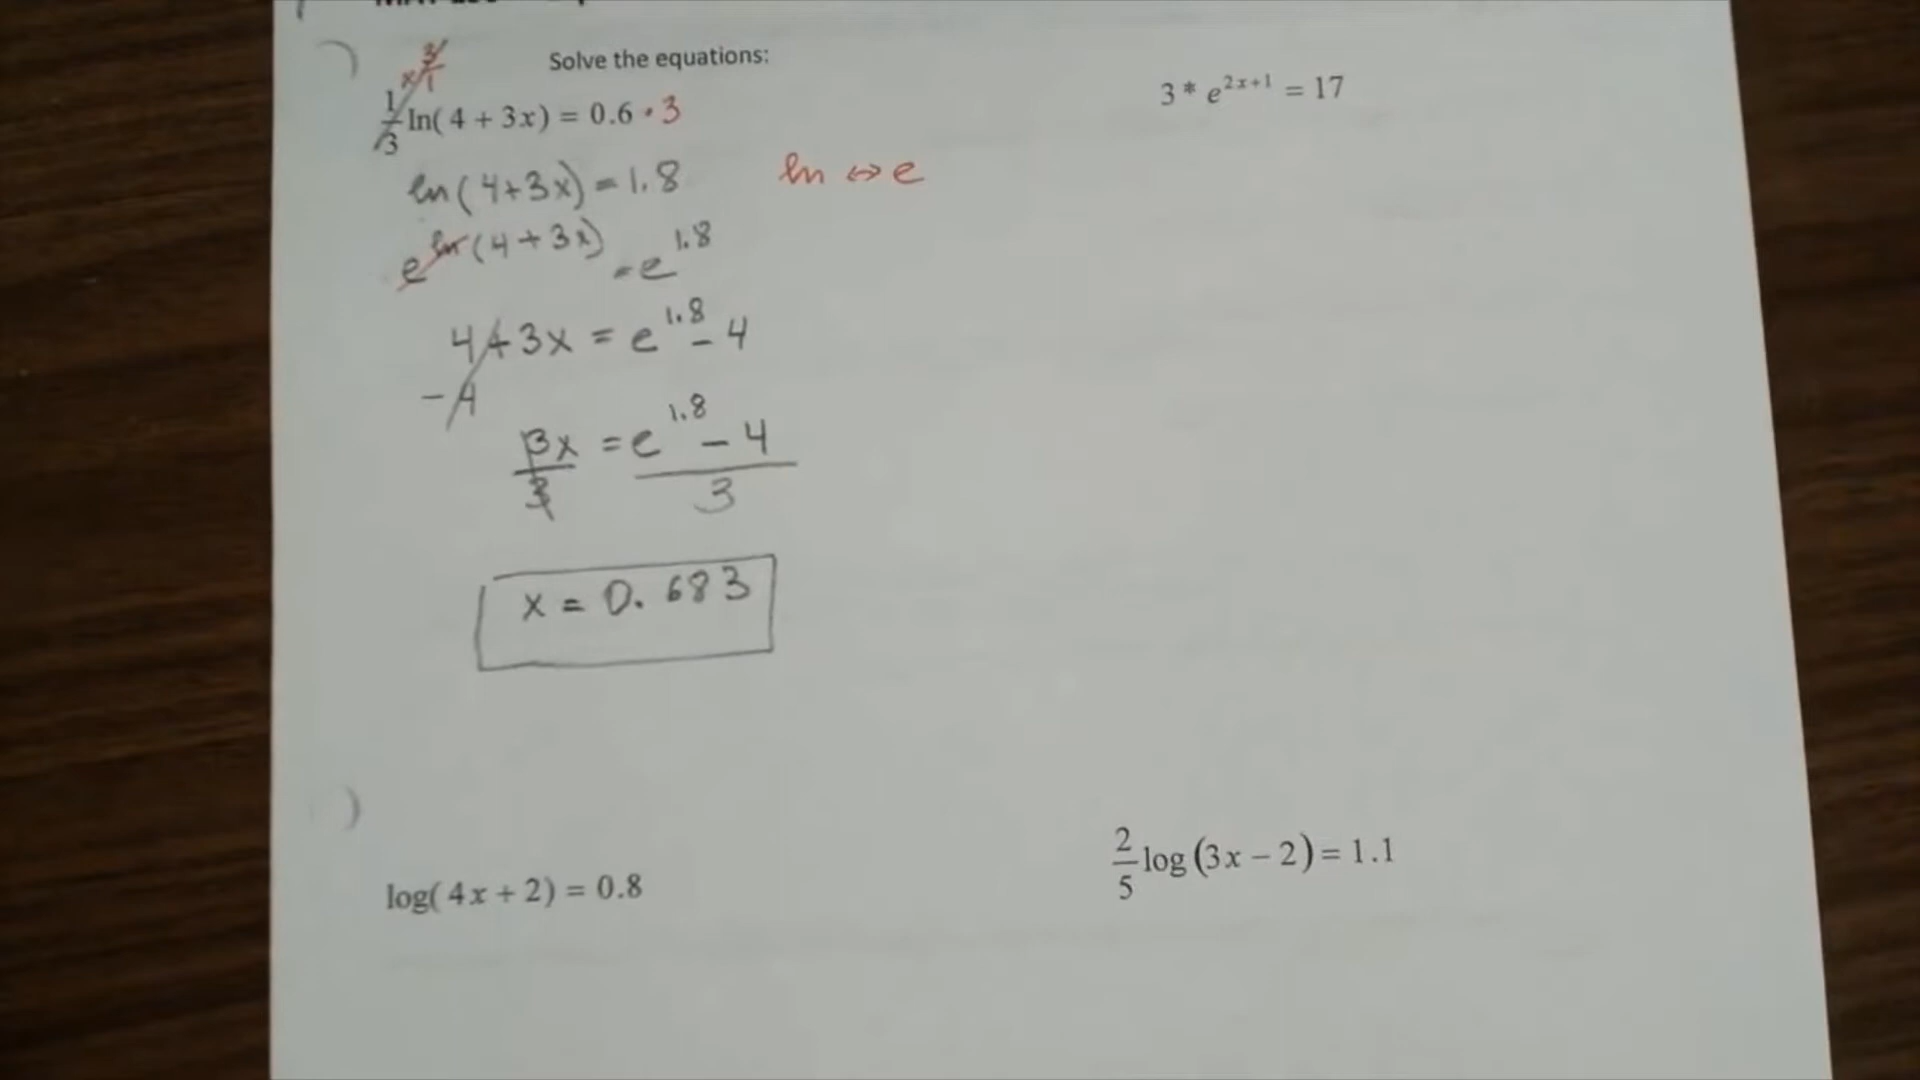 Solve the equations:
× 3/1
1/3 ln( 4 + 3x) = 0.6 · 3
ln(4+3x) = 1.8
ln ↔ e
e^ln(4+3x) = e^1.8
4+3x = e^1.8 - 4
-4
3x/3 = e^1.8 - 4/3
x = 0.683
3 * e^2x+1 = 17
log( 4x + 2) = 0.8
2/5 log (3x − 2) = 1.1